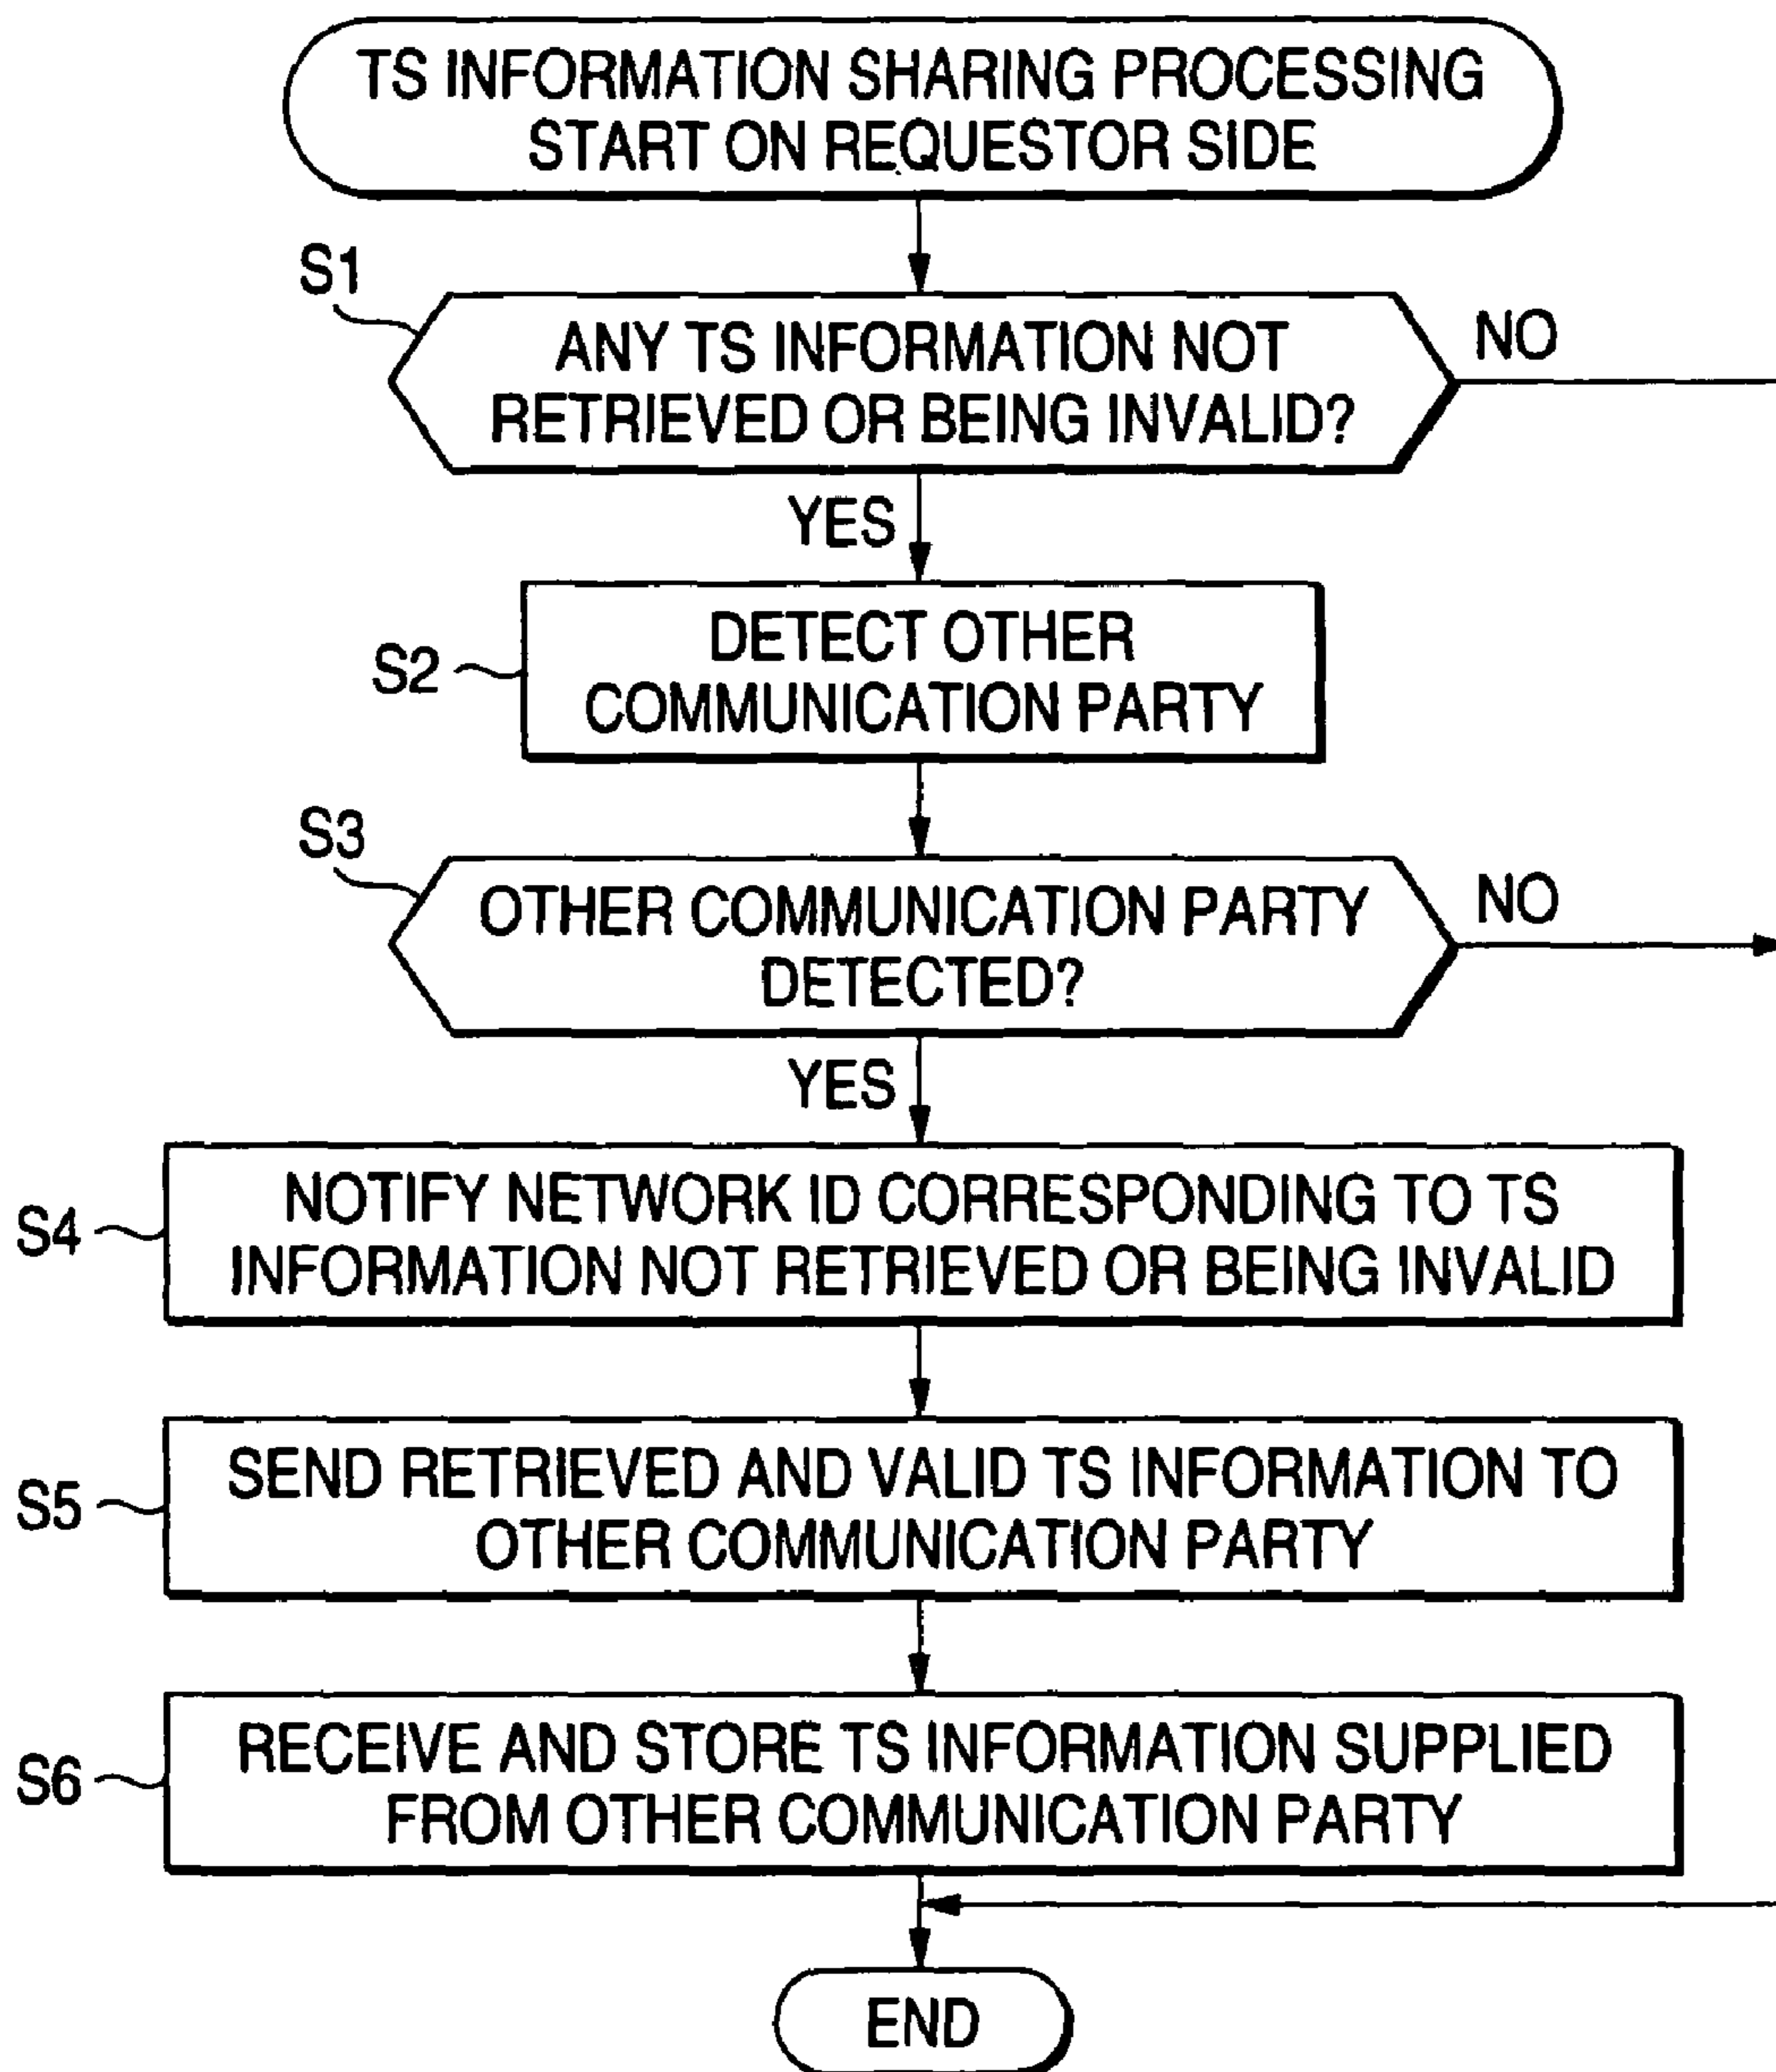 TS INFORMATION SHARING PROCESSING
START ON REQUESTOR SIDE
S1
ANY TS INFORMATION NOT
RETRIEVED OR BEING INVALID?
NO
YES
S2
DETECT OTHER
COMMUNICATION PARTY
S3
OTHER COMMUNICATION PARTY
DETECTED?
NO
YES
S4
NOTIFY NETWORK ID CORRESPONDING TO TS
INFORMATION NOT RETRIEVED OR BEING INVALID
S5
SEND RETRIEVED AND VALID TS INFORMATION TO
OTHER COMMUNICATION PARTY
S6
RECEIVE AND STORE TS INFORMATION SUPPLIED
FROM OTHER COMMUNICATION PARTY
END